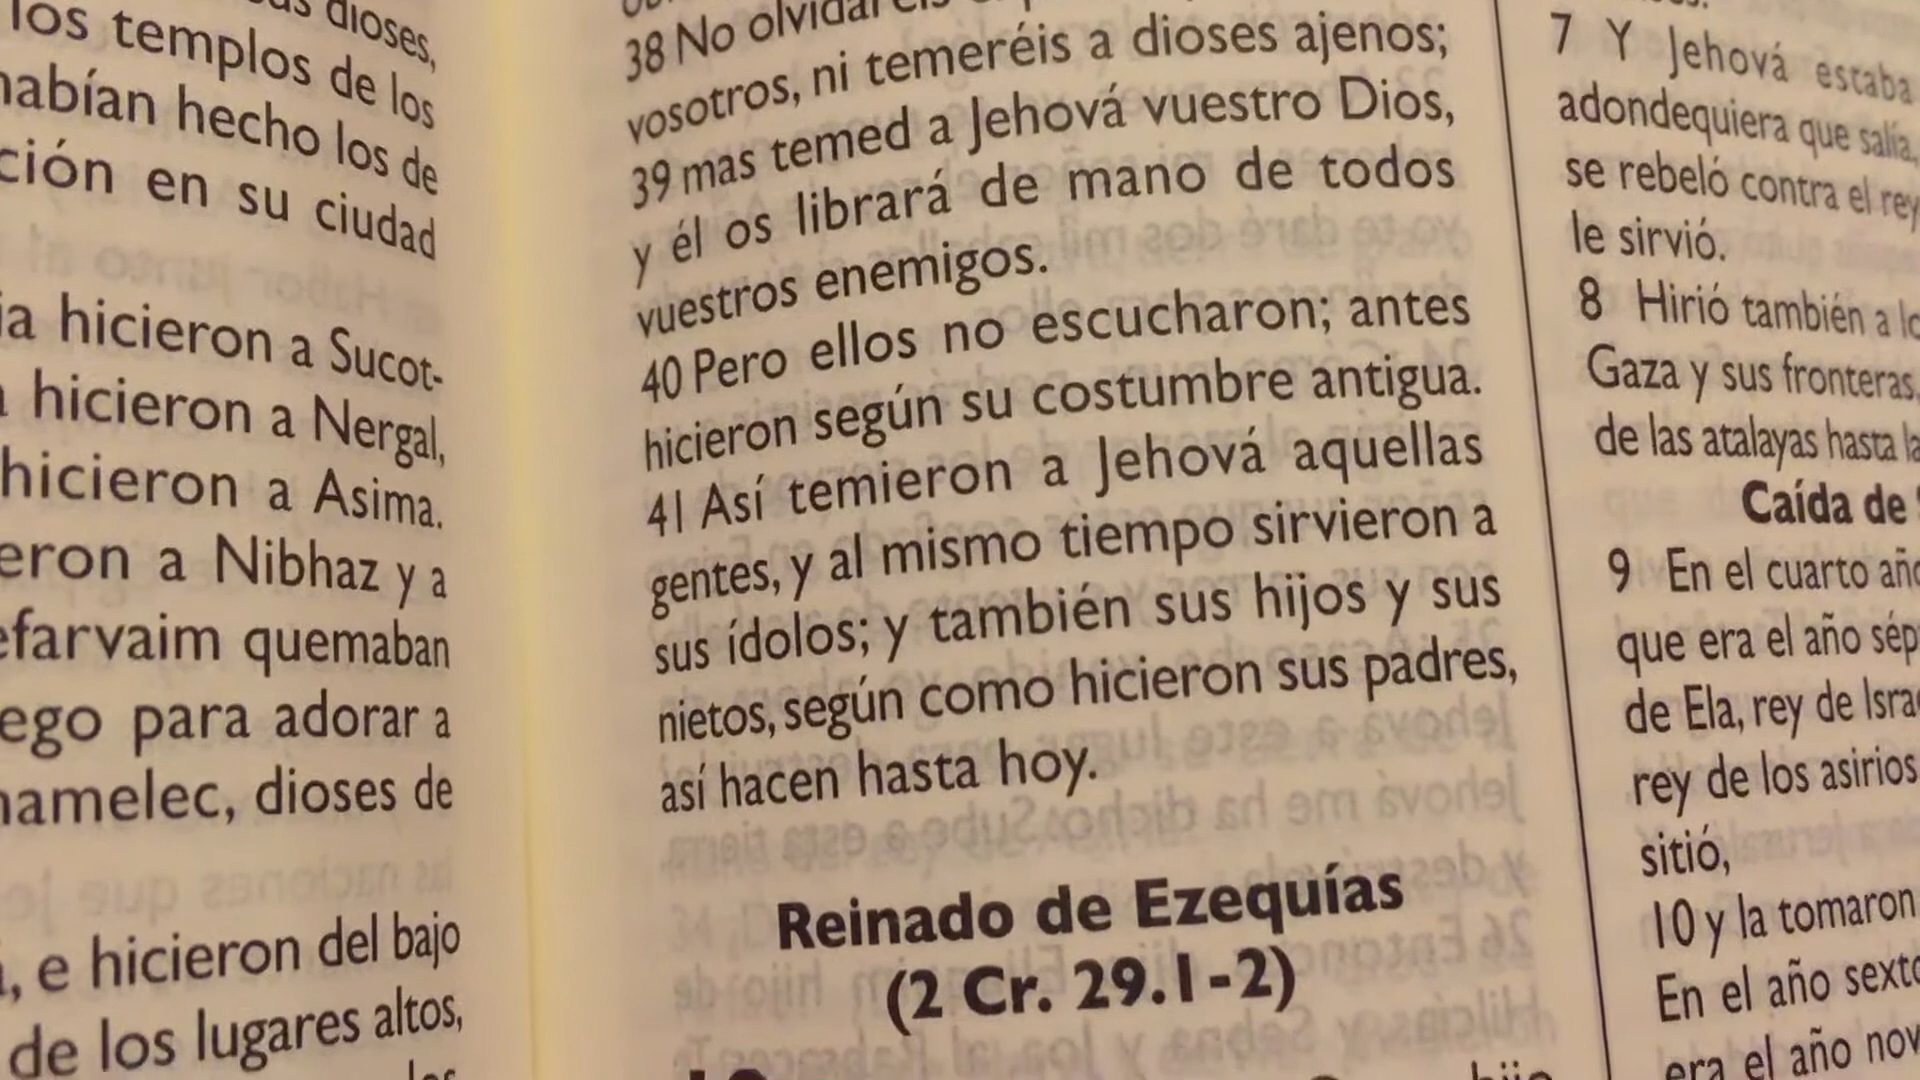 dioses,
los templos de los
habían hecho los de
ción en su ciudad
hicieron a Sucot-
hicieron a Nergal,
hicieron a Asima.
eron a Nibhaz y a
efarvaim quemaban
ego para adorar a
namelec, dioses de
, e hicieron del bajo
de los lugares altos,
38 No olvidaréis
vosotros, ni temeréis a dioses ajenos;
39 mas temed a Jehová vuestro Dios,
y él os librará de mano de todos
vuestros enemigos.
40 Pero ellos no escucharon; antes
hicieron según su costumbre antigua.
41 Así temieron a Jehová aquellas
gentes, y al mismo tiempo sirvieron a
sus ídolos; y también sus hijos y sus
nietos, según como hicieron sus padres,
así hacen hasta hoy.
Reinado de Ezequías
(2 Cr. 29.1-2)
7 Y Jehová estaba
adondequiera que salía,
se rebeló contra el rey
le sirvió.
8 Hirió también a lo
Gaza y sus fronteras,
de las atalayas hasta la
Caída de
9 En el cuarto año
que era el año sép
de Ela, rey de Isra
rey de los asirios
sitió,
10 y la tomaron
En el año sexto
era el año nov